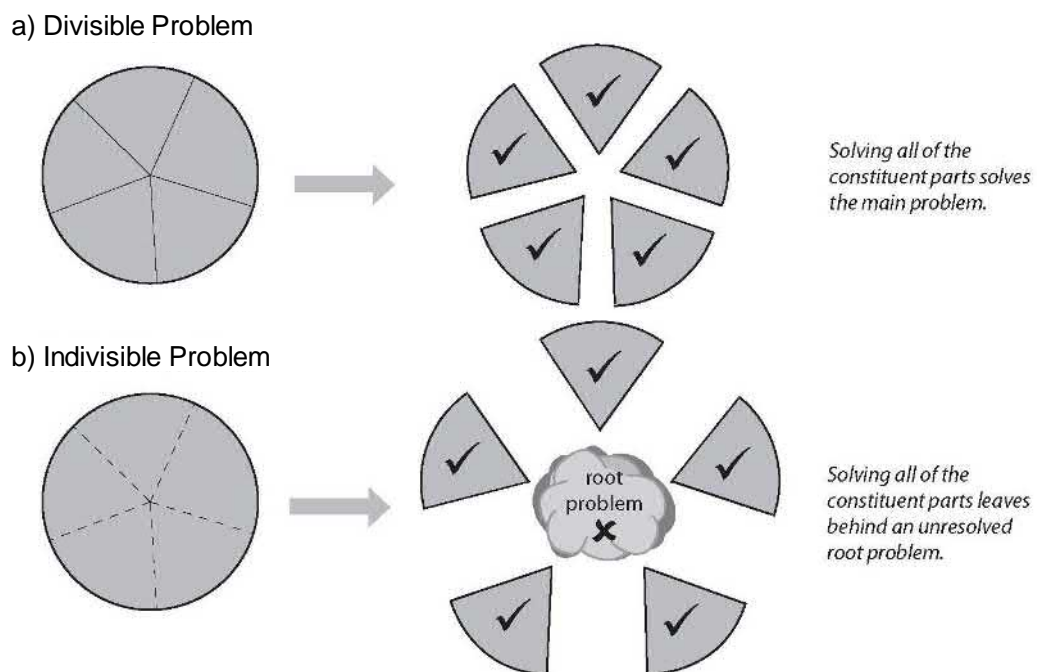 a) Divisible Problem
Solving all of the
constituent parts solves
the main problem.
b) Indivisible Problem
root
problem
Solving all of the
constituent parts leaves
behind an unresolved
root problem.